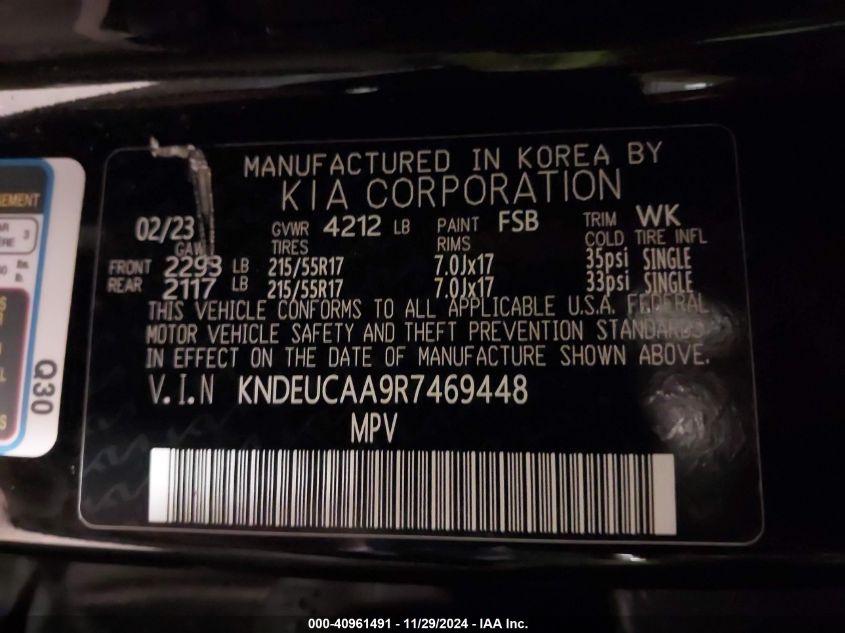 MANUFACTURED IN KOREA BY
KIA CORPORATION
02/23 GVWR 4212 LB PAINT FSB TRIM WK
GAW TIRES RIMS COLD TIRE INFL
FRONT 2293 LB 215/55R17 7.0Jx17 35psi SINGLE
REAR 2117 LB 215/55R17 7.0Jx17 33psi SINGLE
THIS VEHICLE CONFORMS TO ALL APPLICABLE U.S.A. FEDERAL
MOTOR VEHICLE SAFETY AND THEFT PREVENTION STANDARDS
IN EFFECT ON THE DATE OF MANUFACTURE SHOWN ABOVE.
V.I.N KNDEUCAA9R7469448
MPV
Q30
000-40961491 - 11/29/2024 - IAA Inc.